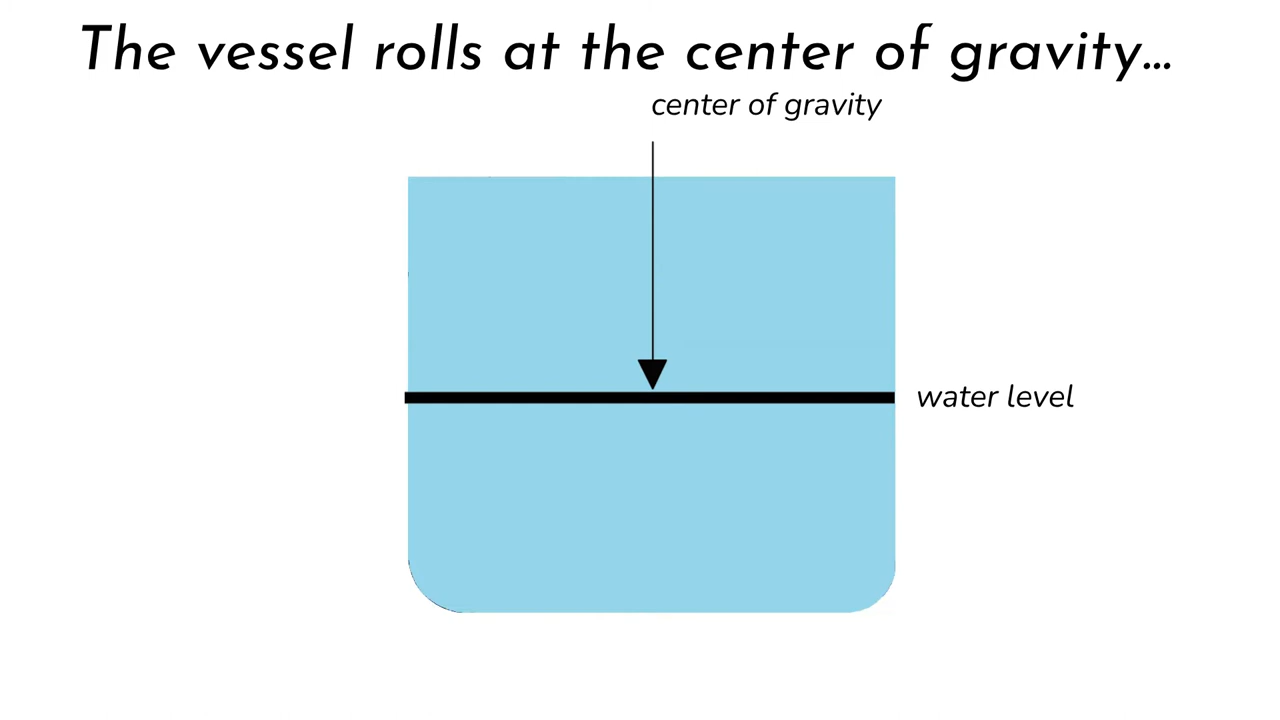 The vessel rolls at the center of gravity...
center of gravity
water level